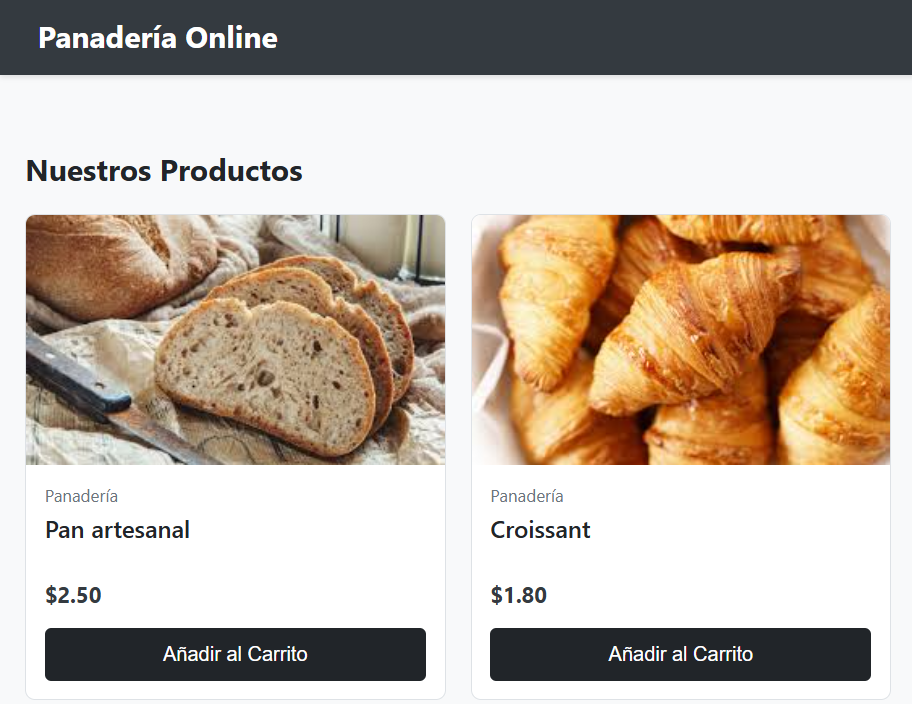 Panadería Online
Nuestros Productos
Panadería
Pan artesanal
$2.50
Añadir al Carrito
Panadería
Croissant
$1.80
Añadir al Carrito